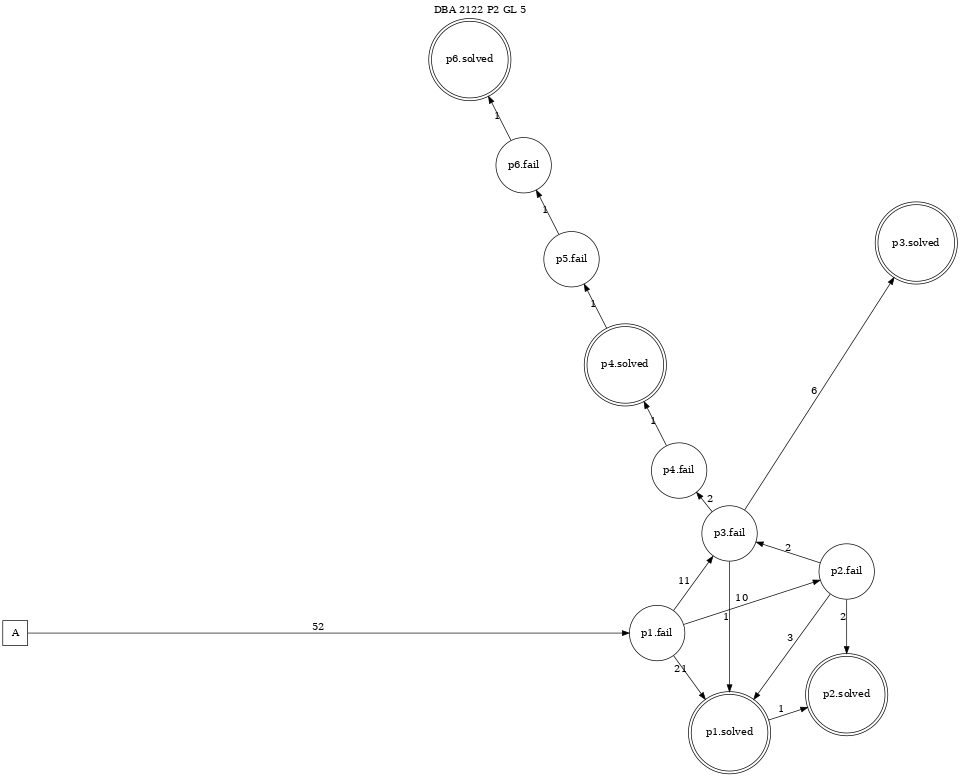 DBA 2122 P2 GL 5
p6.solved
1
p6.fail
1
p5.fail
p3.solved
1
p4.solved
6
1
p4.fail
2
p3.fail
2
p2.fail
11
10
1
2
A
52
p1.fail
3
21
p2.solved
1
p1.solved